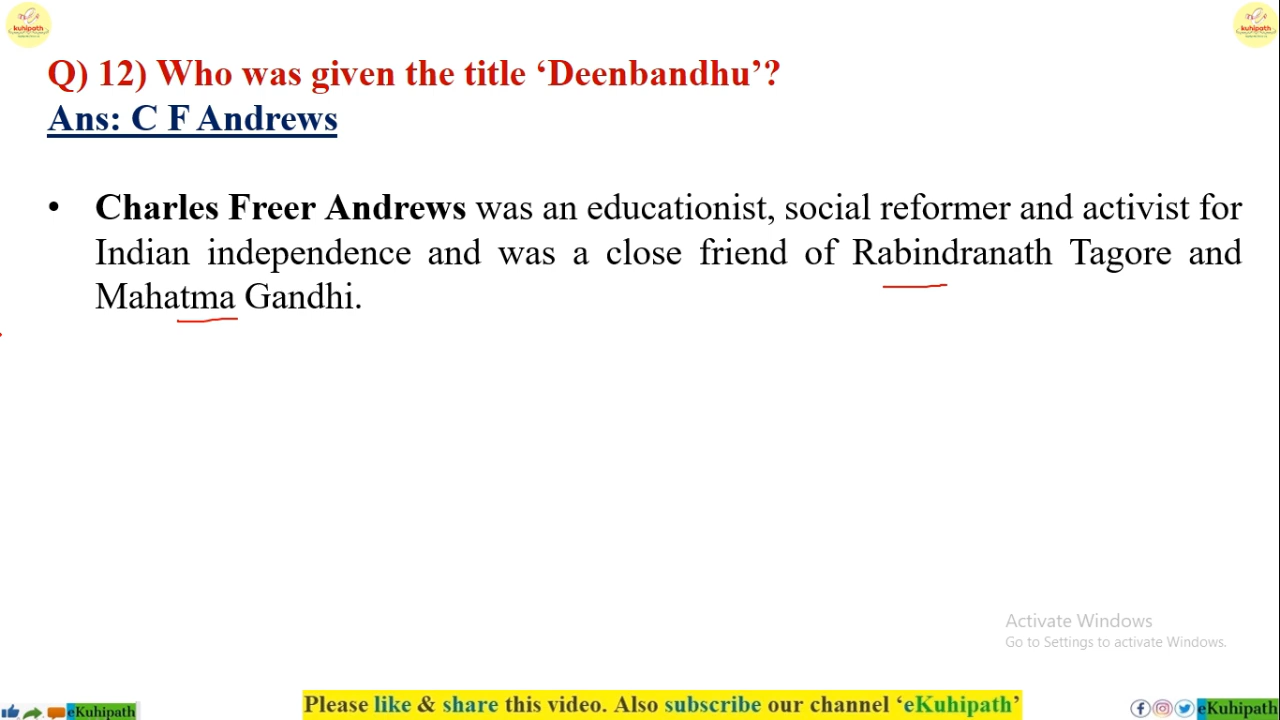 kuhipath
kuhipath
Q) 12) Who was given the title ‘Deenbandhu’?
Ans: C F Andrews
• Charles Freer Andrews was an educationist, social reformer and activist for
Indian independence and was a close friend of Rabindranath Tagore and
Mahatma Gandhi.
Activate Windows
Go to Settings to activate Windows.
eKuhipath
Please like & share this video. Also subscribe our channel ‘eKuhipath’
eKuhipath